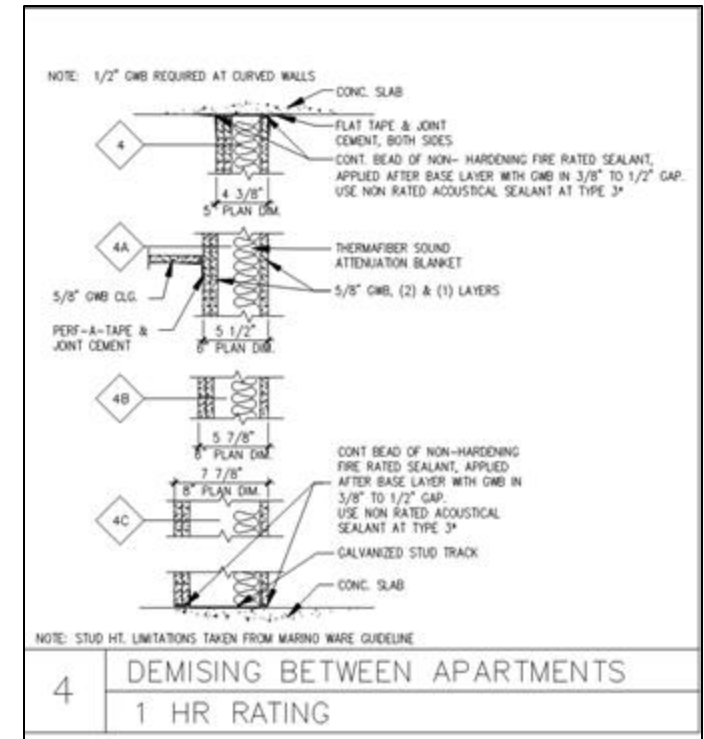 NOTE: 1/2" GWB REQUIRED AT CURVED WALLS
CONC. SLAB
4
FLAT TAPE & JOINT
CEMENT, BOTH SIDES
CONT. BEAD OF NON- HARDENING FIRE RATED SEALANT,
APPLIED AFTER BASE LAYER WITH GWB IN 3/8" TO 1/2" GAP.
USE NON RATED ACOUSTICAL SEALANT AT TYPE 3*
4 3/8"
5" PLAN DIM.
4A
THERMAFIBER SOUND
ATTENUATION BLANKET
5/8" GWB, (2) & (1) LAYERS
5/8" GWB CLG.
PERF-A-TAPE &
JOINT CEMENT
5 1/2"
6" PLAN DIM.
4B
5 7/8"
6" PLAN DIM.
7 7/8"
8" PLAN DIM.
4C
CONT BEAD OF NON-HARDENING
FIRE RATED SEALANT, APPLIED
AFTER BASE LAYER WITH GWB IN
3/8" TO 1/2" GAP.
USE NON RATED ACOUSTICAL
SEALANT AT TYPE 3*
GALVANIZED STUD TRACK
CONC. SLAB
NOTE: STUD HT. LIMITATIONS TAKEN FROM MARINO WARE GUIDELINE
4
DEMISING BETWEEN APARTMENTS
1 HR RATING